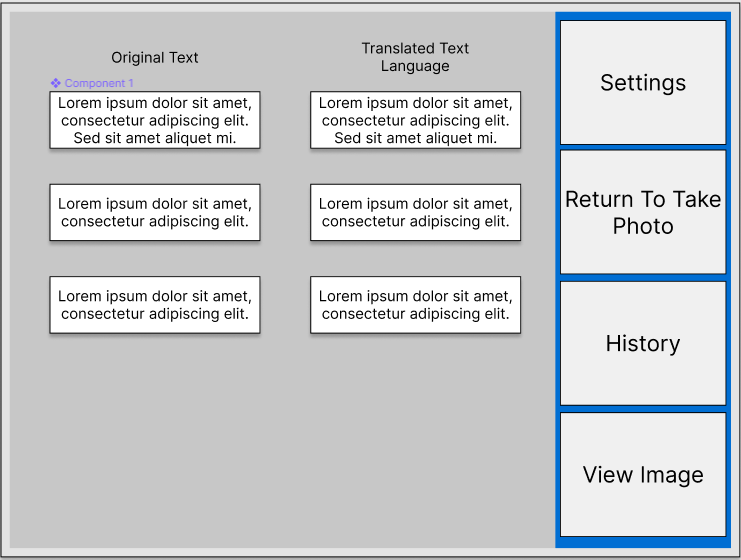 Original Text
Translated Text
Language
Component 1
Lorem ipsum dolor sit amet,
consectetur adipiscing elit.
Sed sit amet aliquet mi.
Lorem ipsum dolor sit amet,
consectetur adipiscing elit.
Sed sit amet aliquet mi.
Lorem ipsum dolor sit amet,
consectetur adipiscing elit.
Lorem ipsum dolor sit amet,
consectetur adipiscing elit.
Lorem ipsum dolor sit amet,
consectetur adipiscing elit.
Lorem ipsum dolor sit amet,
consectetur adipiscing elit.
Settings
Return To Take
Photo
History
View Image